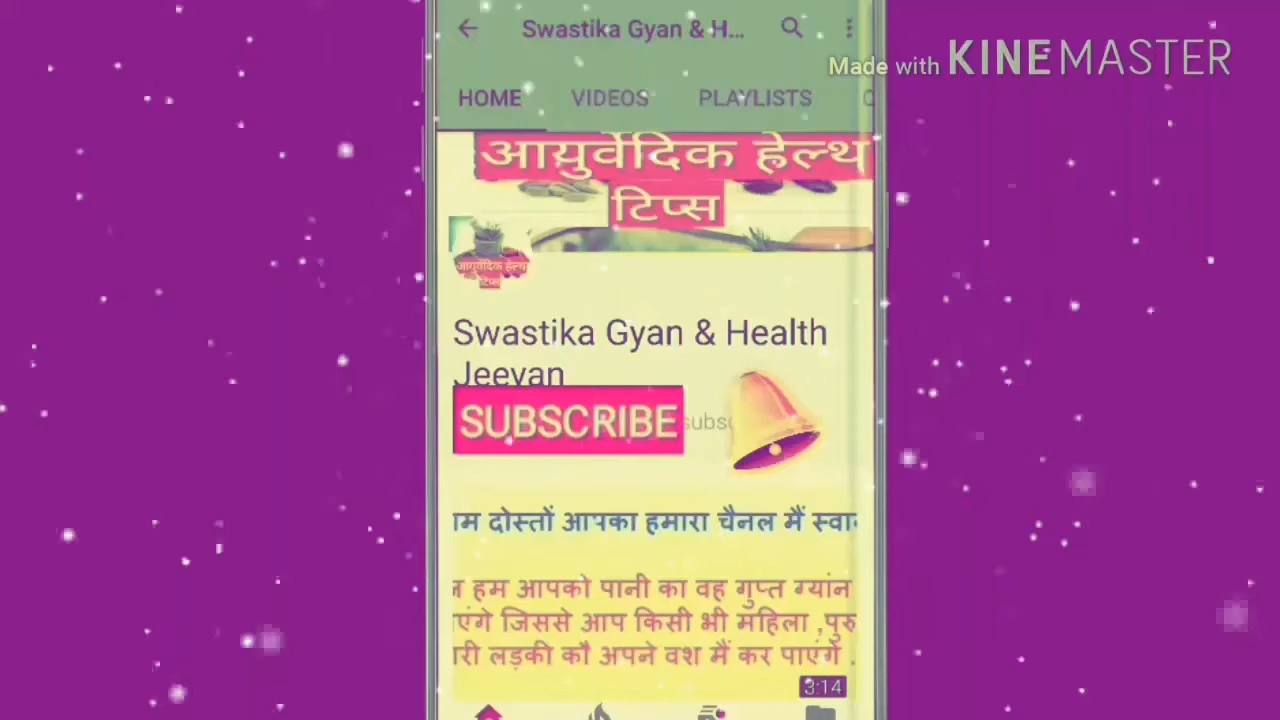 Swastika Gyan & H...
Made with KINEMASTER
HOME VIDEOS PLAYLISTS
आयुर्वेदिक हेल्थ
टिप्स
आयुर्वेदिक हेल्थ
टिप्स
Swastika Gyan & Health
Jeevan
SUBSCRIBE
दोस्तों आपका हमारा चैनल मैं
हम आपको पानी का वह गुप्त ग्यांन
जिससे आप किसी भी महिला ,
लड़की कौ अपने वश मैं कर पाएंगे .
3:14